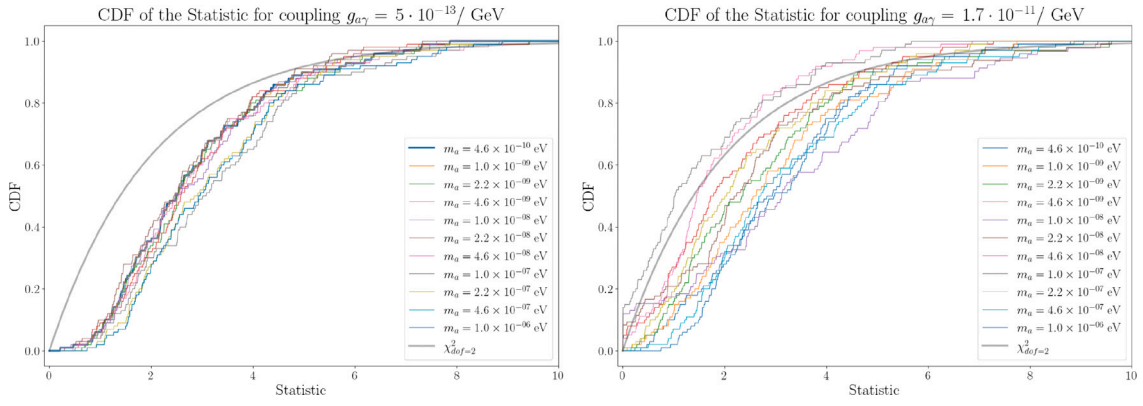 CDF of the Statistic for coupling g_{aγ} = 5 · 10^{-13}/ GeV
CDF
1.0
0.8
0.6
0.4
0.2
0.0
m_a = 4.6 × 10^{-10} eV
m_a = 1.0 × 10^{-09} eV
m_a = 2.2 × 10^{-09} eV
m_a = 4.6 × 10^{-09} eV
m_a = 1.0 × 10^{-08} eV
m_a = 2.2 × 10^{-08} eV
m_a = 4.6 × 10^{-08} eV
m_a = 1.0 × 10^{-07} eV
m_a = 2.2 × 10^{-07} eV
m_a = 4.6 × 10^{-07} eV
m_a = 1.0 × 10^{-06} eV
χ²_{dof=2}
0 2 4 6 8 10
Statistic
CDF of the Statistic for coupling g_{aγ} = 1.7 · 10^{-11}/ GeV
CDF
1.0
0.8
0.6
0.4
0.2
0.0
m_a = 4.6 × 10^{-10} eV
m_a = 1.0 × 10^{-09} eV
m_a = 2.2 × 10^{-09} eV
m_a = 4.6 × 10^{-09} eV
m_a = 1.0 × 10^{-08} eV
m_a = 2.2 × 10^{-08} eV
m_a = 4.6 × 10^{-08} eV
m_a = 1.0 × 10^{-07} eV
m_a = 2.2 × 10^{-07} eV
m_a = 4.6 × 10^{-07} eV
m_a = 1.0 × 10^{-06} eV
χ²_{dof=2}
0 2 4 6 8 10
Statistic